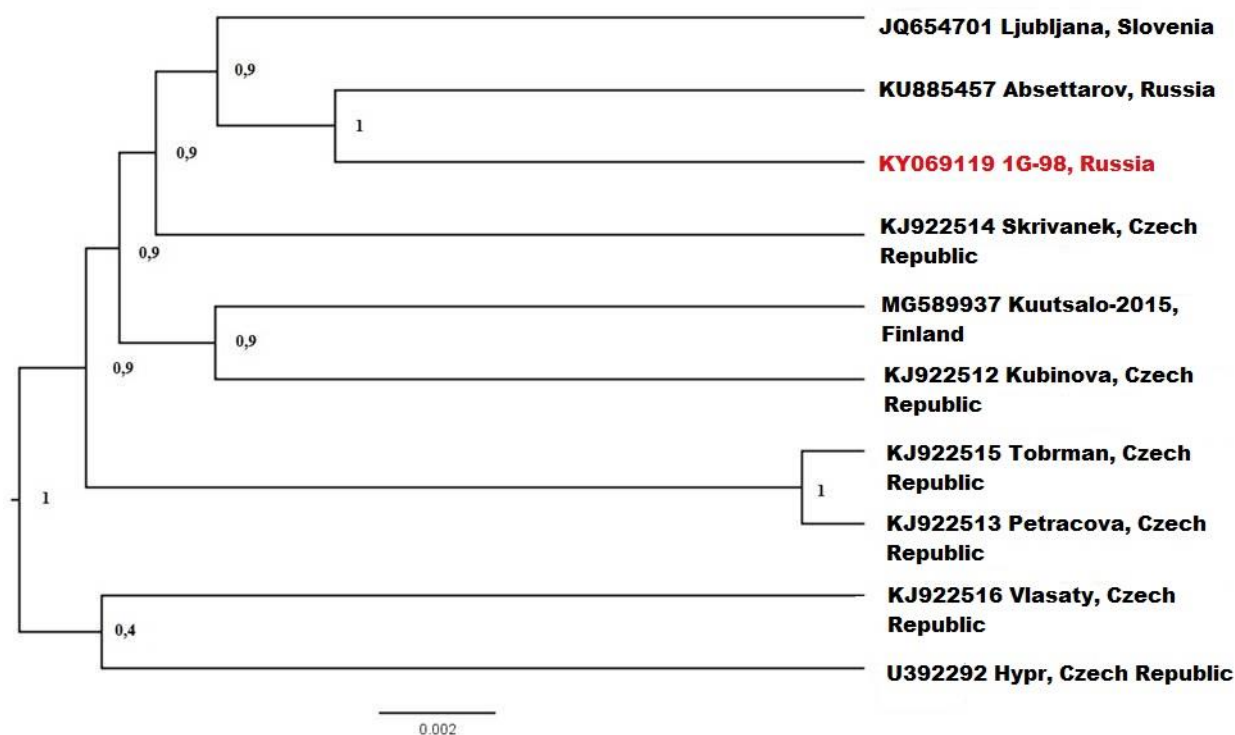 JQ654701 Ljubljana, Slovenia
0,9
KU885457 Absettarov, Russia
1
0,9
KY069119 1G-98, Russia
KJ922514 Skrivanek, Czech
Republic
0,9
MG589937 Kuutsalo-2015,
Finland
0,9
0,9
KJ922512 Kubinova, Czech
Republic
KJ922515 Tobrman, Czech
Republic
1
1
KJ922513 Petracova, Czech
Republic
KJ922516 Vlasaty, Czech
Republic
0,4
U392292 Hypr, Czech Republic
0.002